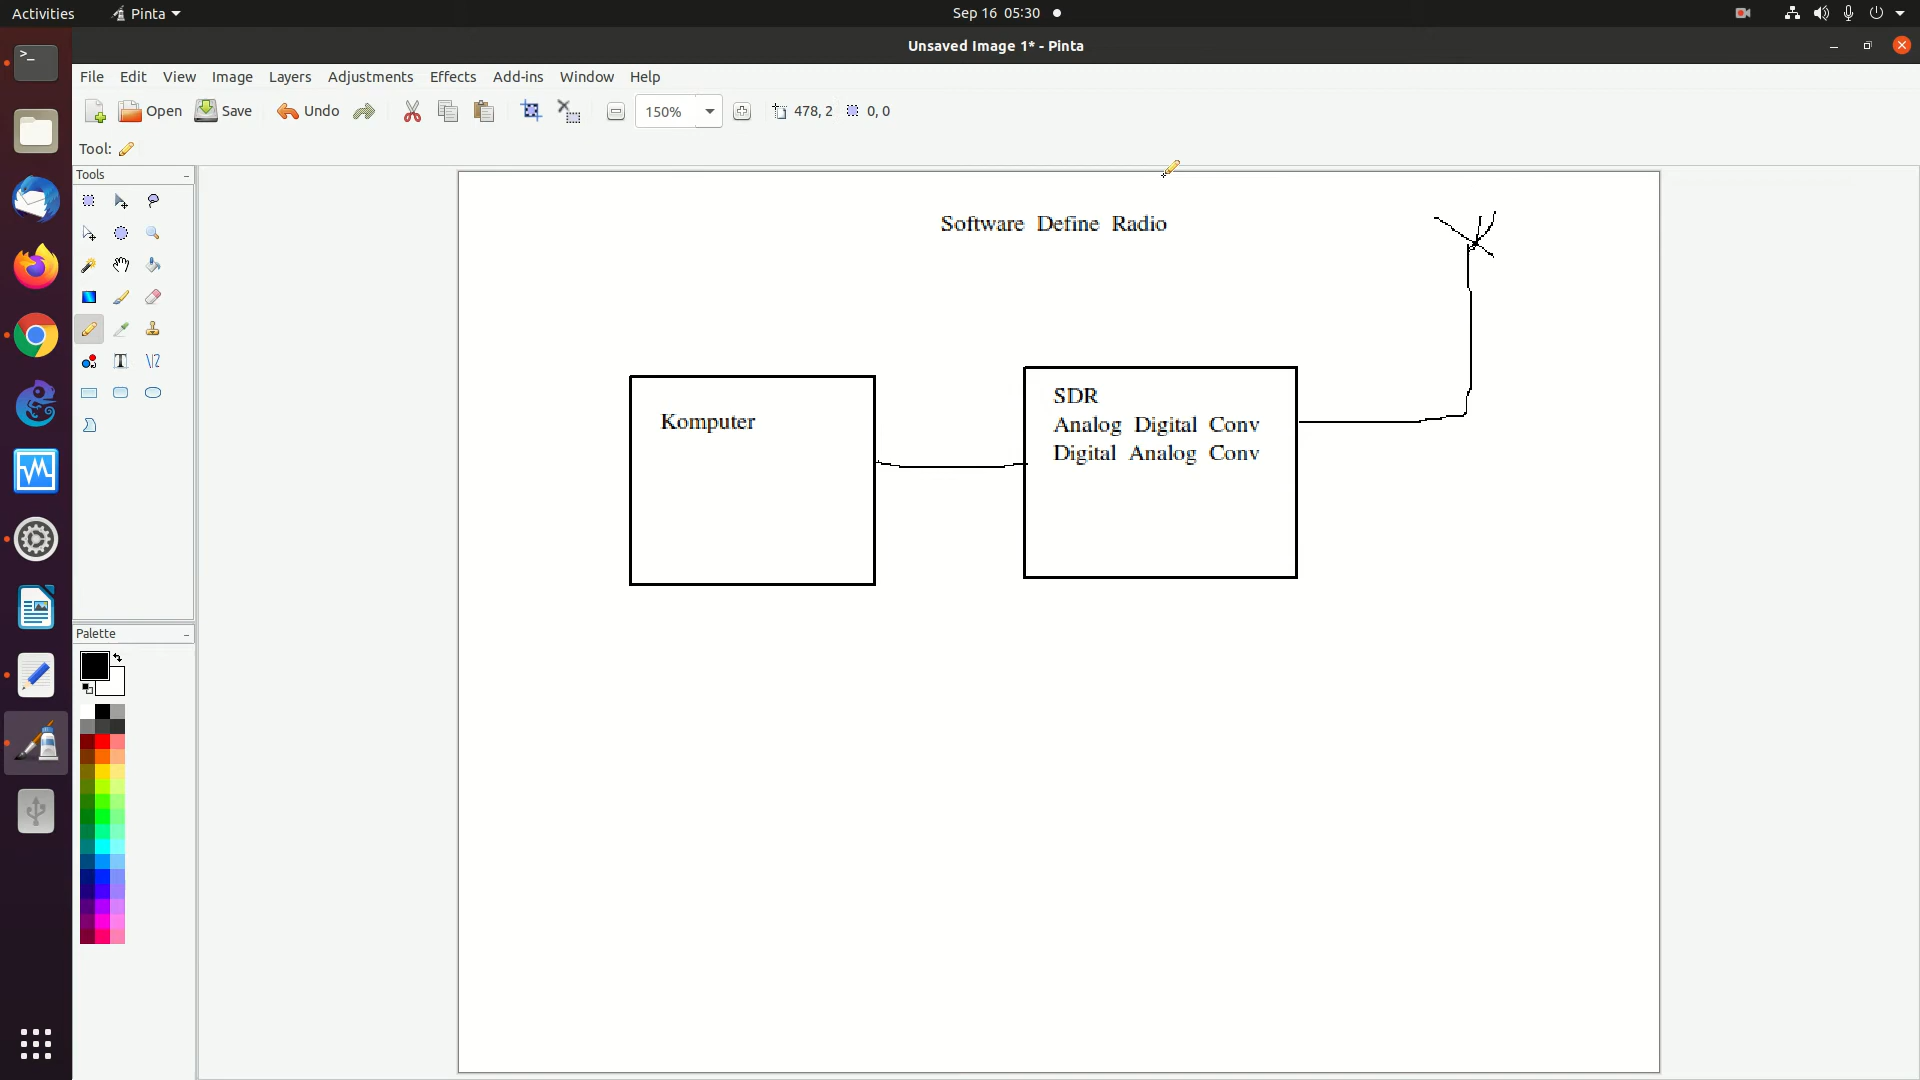 Activities
Pinta
Sep 16 05:30
Unsaved Image 1* - Pinta
File Edit View Image Layers Adjustments Effects Add-ins Window Help
Open Save Undo 150% 478, 2 0, 0
Tool:
Tools
Palette
Software Define Radio
Komputer
SDR
Analog Digital Conv
Digital Analog Conv